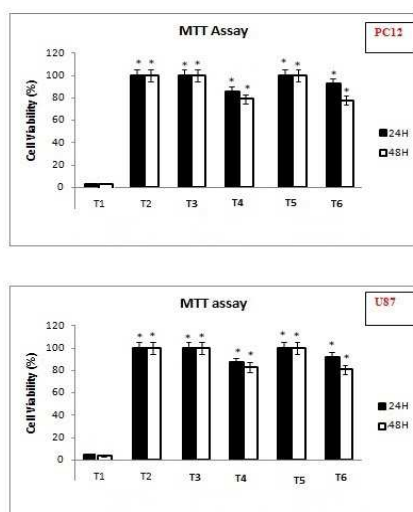 MTT Assay
PC12
Cell Viability (%)
120
100
80
60
40
20
0
* * * * * * * * * *
T1 T2 T3 T4 T5 T6
24H
48H
MTT assay
U87
Cell Viability (%)
120
100
80
60
40
20
0
* * * * * * * * * *
T1 T2 T3 T4 T5 T6
24H
48H